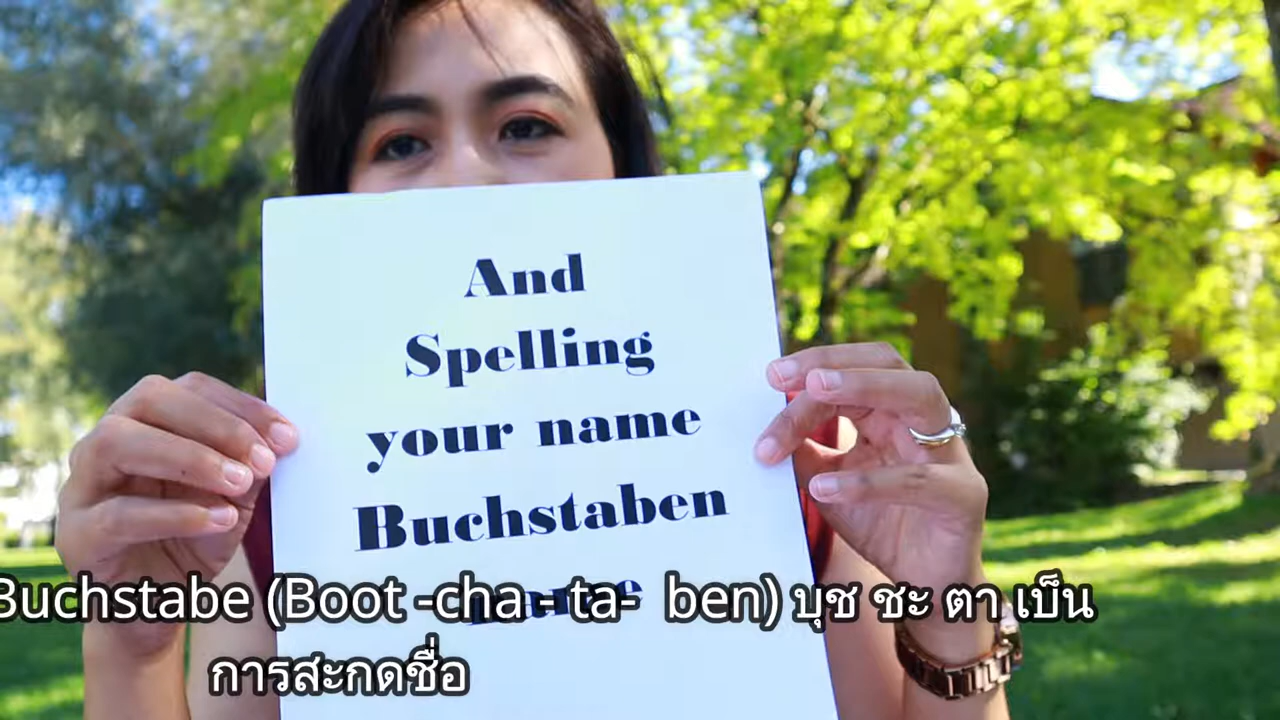 And
Spelling
your name
Buchstaben
name
Buchstabe (Boot -cha - ta-  ben) บุช ชะ ตา เบ็น
การสะกดชื่อ